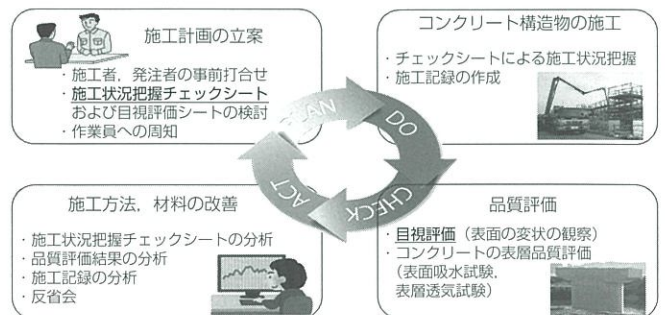 施工計画の立案
・施工者，発注者の事前打合せ
・施工状況把握チェックシート
および目視評価シートの検討
・作業員への周知
コンクリート構造物の施工
・チェックシートによる施工状況把握
・施工記録の作成
PLAN
DO
CHECK
ACT
施工方法，材料の改善
・施工状況把握チェックシートの分析
・品質評価結果の分析
・施工記録の分析
・反省会
品質評価
・目視評価（表面の変状の観察）
・コンクリートの表層品質評価
（表面吸水試験，
表層透気試験）